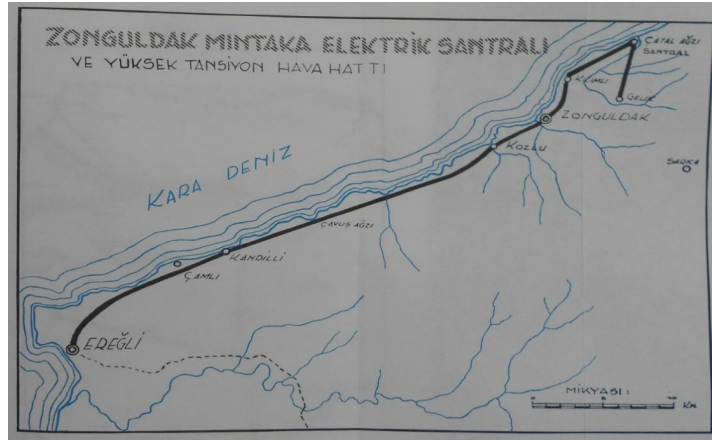 ZONGULDAK MINTAKA ELEKTRİK SANTRALI
VE YÜKSEK TANSİYON HAVA HATTI
ÇATAL AĞZI
SANTRAL
KİLİMLİ
GELİK
ZONGULDAK
KOZLU
SARICA
KARA DENİZ
ÇAVUŞ AĞZI
KANDİLLİ
ÇAMLI
EREĞLİ
MİKYASI:
Km.